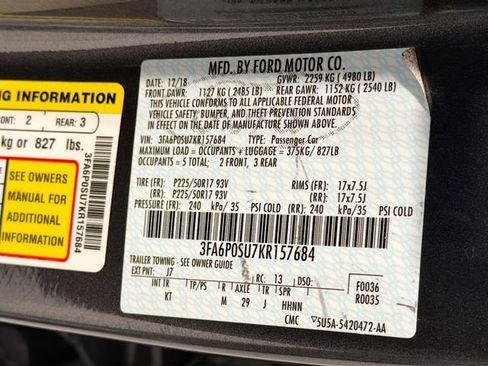 MFD. BY FORD MOTOR CO.
DATE: 12/18 GVWR: 2259 KG ( 4980 LB)
FRONT GAWR: 1127 KG ( 2485 LB) REAR GAWR: 1152 KG ( 2540 LB)
THIS VEHICLE CONFORMS TO ALL APPLICABLE FEDERAL MOTOR
VEHICLE SAFETY, BUMPER, AND THEFT PREVENTION STANDARDS
IN EFFECT ON THE DATE OF MANUFACTURE SHOWN ABOVE.
VIN: 3FA6P0SU7KR157684 TYPE: Passenger Car
MAXIMUM LOAD = OCCUPANTS + LUGGAGE = 375KG/827LB
OCCUPANTS = 5 TOTAL; 2 FRONT, 3 REAR
TIRE (FR): P225/50R17 93V RIMS (FR): 17x7.5J
TIRE (RR): P225/50R17 93V RIMS (RR): 17x7.5J
PRESSURE (FR): 240 kPa/35 PSI COLD (RR): 240 kPa/35 PSI COLD
3FA6P0SU7KR157684
TRAILER TOWING - SEE OWNER GUIDE
EXT PNT: J7 RC: 13 DSO: F0036
R0035
INT TR TP/PS R AXLE TR SPR
KT M 29 J HHNN
CMC 5U5A-5420472-AA
NG INFORMATION
ONT: 2 REAR: 3
kg or 827 lbs.
SEE OWNERS
MANUAL FOR
ADDITIONAL
INFORMATION
3FA6P0SU7KR157684